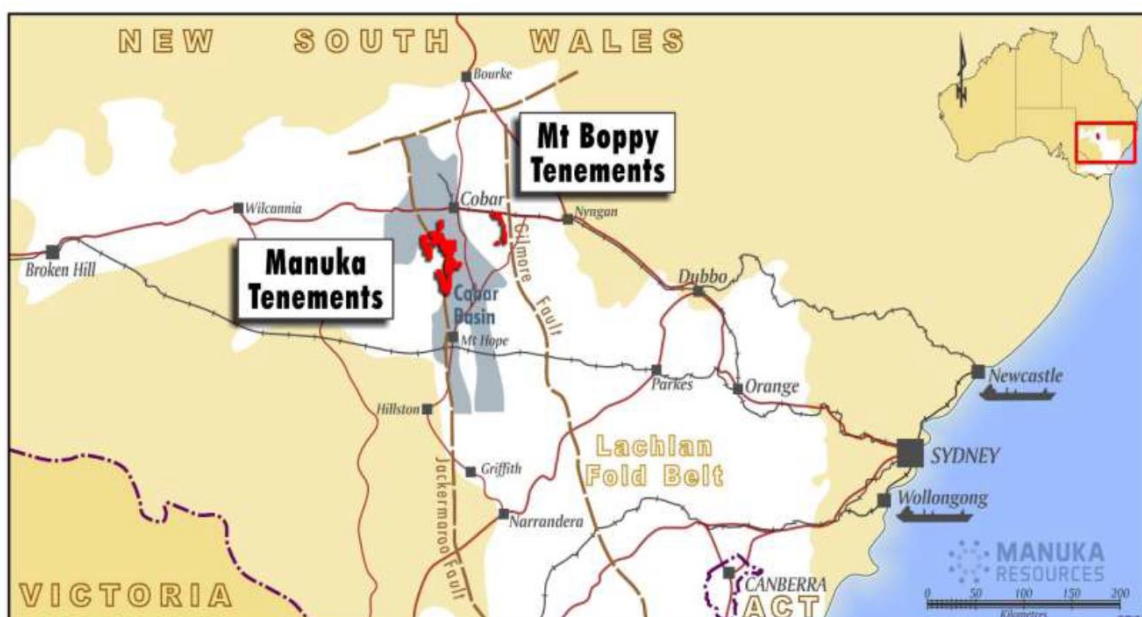 NEW SOUTH WALES
Bourke
N
Mt Boppy
Tenements
Wilcannia
Cobar
Nyngan
Broken Hill
Manuka
Tenements
Gilmore
Fault
Dubbo
Cobar
Basin
Mt Hope
Parkes
Orange
Newcastle
Hillston
Lachlan
Fold Belt
SYDNEY
Griffith
Jackermaroo Fault
Wollongong
Narrandera
MANUKA
RESOURCES
CANBERRA
VICTORIA
ACT
0 50 100 150 200
Kilometres